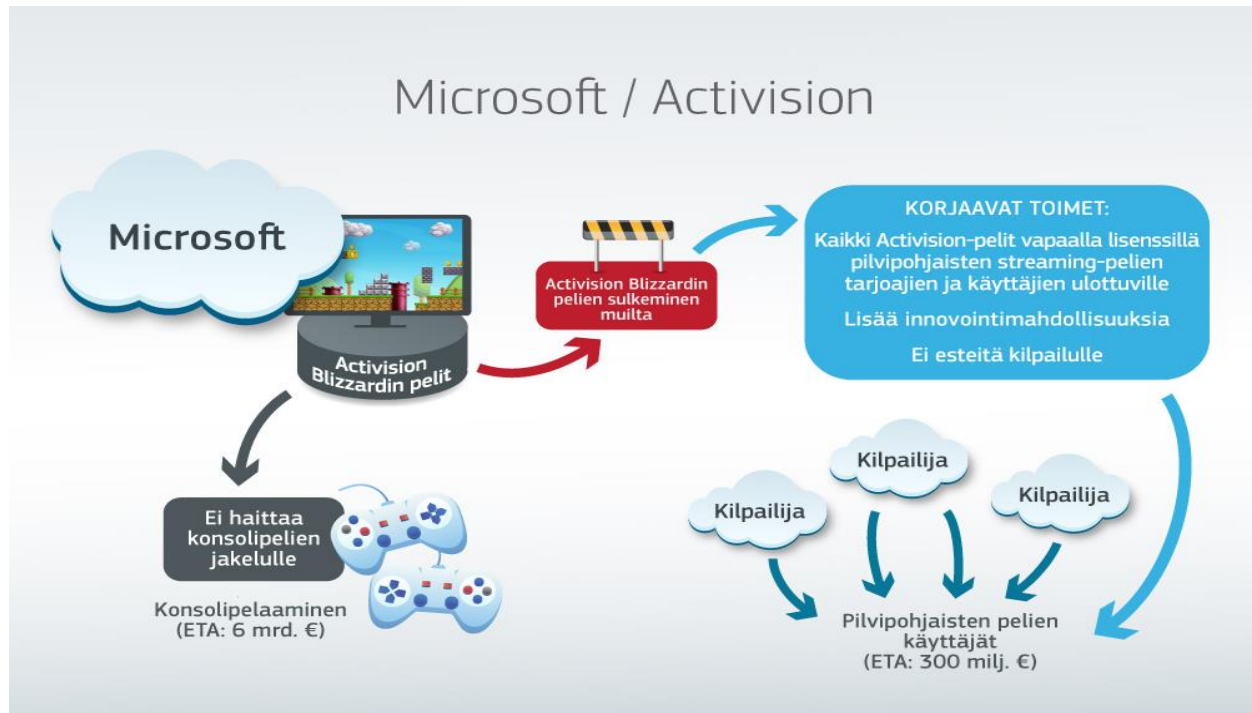 Microsoft / Activision
Microsoft
Activision
Blizzardin pelit
Activision Blizzardin
pelien sulkeminen
muilta
KORJAAVAT TOIMET:
Kaikki Activision-pelit vapaalla lisenssillä
pilvipohjaisten streaming-pelien
tarjoajien ja käyttäjien ulottuville
Lisää innovointimahdollisuuksia
Ei esteitä kilpailulle
Ei haittaa
konsolipelien
jakelulle
Konsolipelaaminen
(ETA: 6 mrd. €)
Kilpailija
Kilpailija
Kilpailija
Pilvipohjaisten pelien
käyttäjät
(ETA: 300 milj. €)